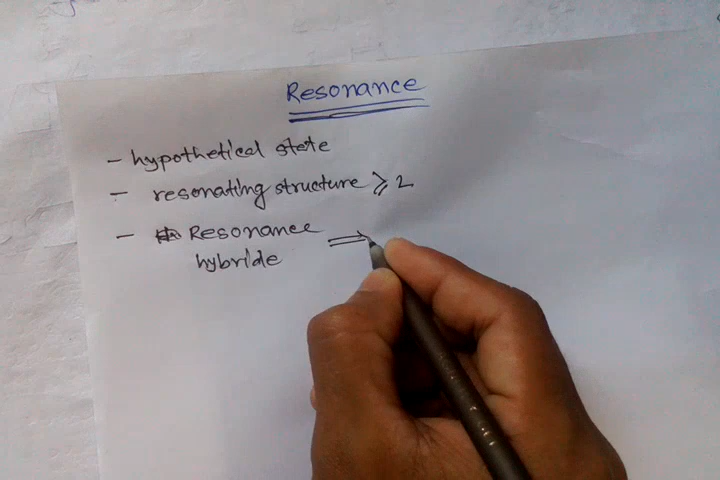 Resonance
- hypothetical state
- resonating structure ⩾ 2
- Resonance ⇒
hybride